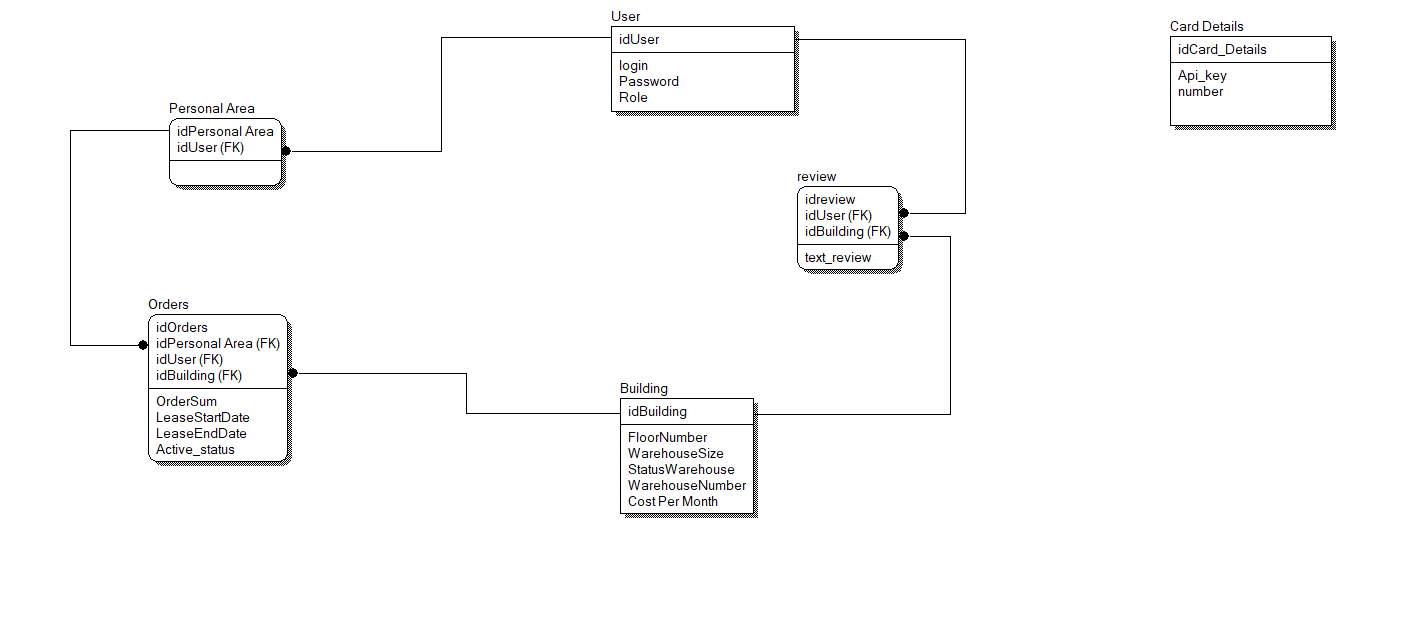 User
idUser
login
Password
Role
Card Details
idCard_Details
Api_key
number
Personal Area
idPersonal Area
idUser (FK)
review
idreview
idUser (FK)
idBuilding (FK)
text_review
Orders
idOrders
idPersonal Area (FK)
idUser (FK)
idBuilding (FK)
OrderSum
LeaseStartDate
LeaseEndDate
Active_status
Building
idBuilding
FloorNumber
WarehouseSize
StatusWarehouse
WarehouseNumber
Cost Per Month